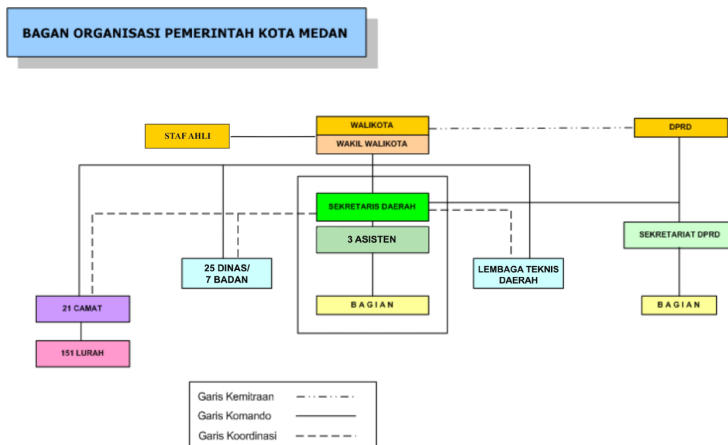 BAGAN ORGANISASI PEMERINTAH KOTA MEDAN
STAF AHLI
WALIKOTA
WAKIL WALIKOTA
DPRD
SEKRETARIS DAERAH
3 ASISTEN
SEKRETARIAT DPRD
25 DINAS/
7 BADAN
LEMBAGA TEKNIS
DAERAH
21 CAMAT
B A G I A N
B A G I A N
151 LURAH
Garis Kemitraan
Garis Komando
Garis Koordinasi